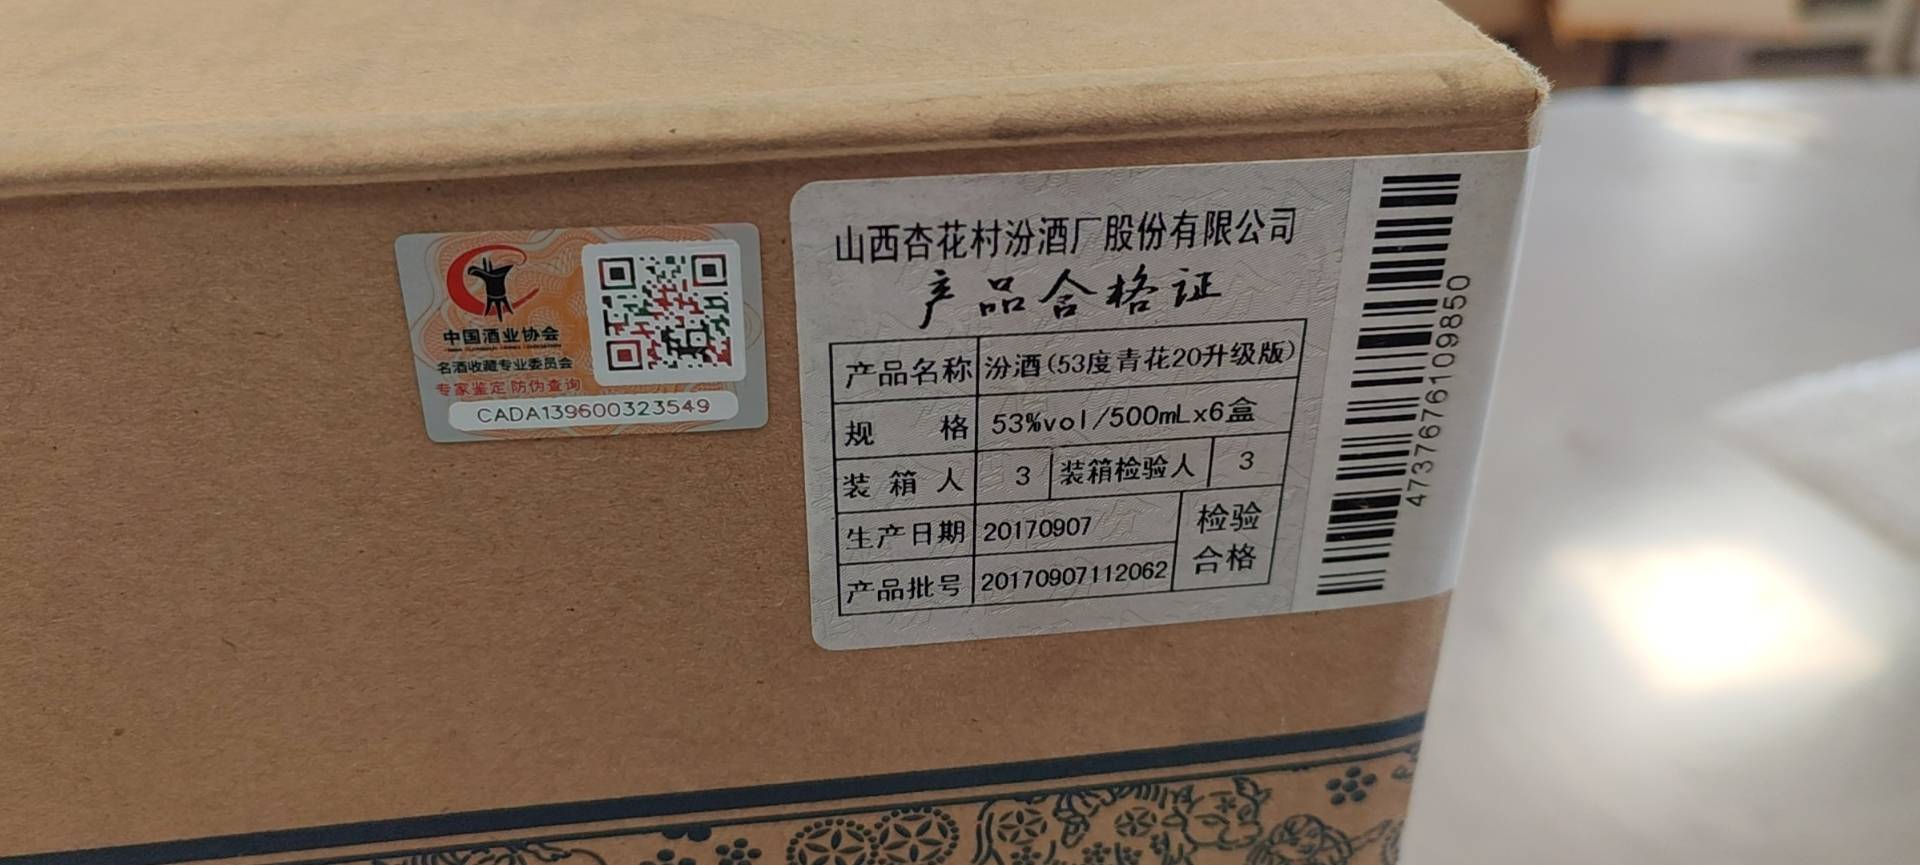 中国酒业协会
名酒收藏专业委员会
专家鉴定 防伪查询
CADA139600323549
山西杏花村汾酒厂股份有限公司
产品合格证
产品名称 汾酒(53度青花20升级版)
规格 53%vol/500mLx6盒
装箱人 3 装箱检验人 3
生产日期 20170907
产品批号 20170907112062
检验
合格
4737676109850